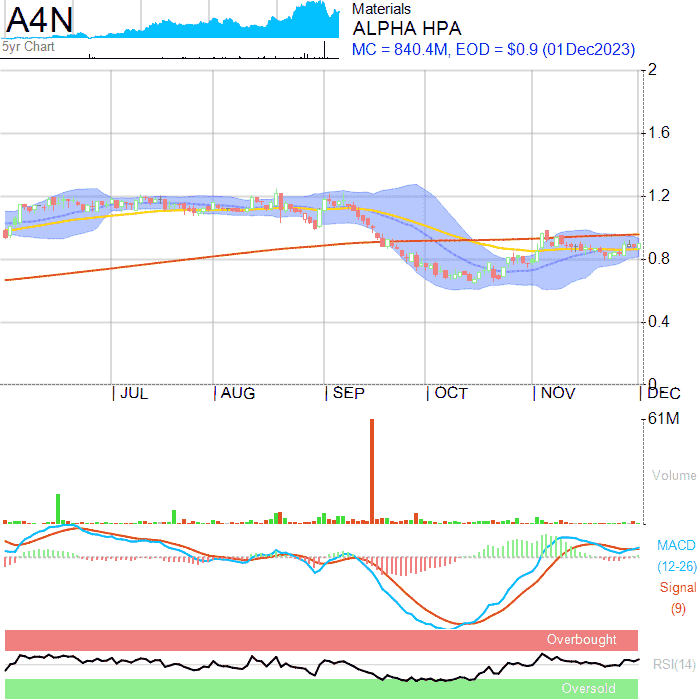 A4N
5yr Chart
Materials
ALPHA HPA
MC = 840.4M, EOD = $0.9 (01Dec2023)
2
1.6
1.2
0.8
0.4
0
JUL AUG SEP OCT NOV DEC
61M
Volume
MACD
(12-26)
Signal
(9)
Overbought
RSI(14)
Oversold